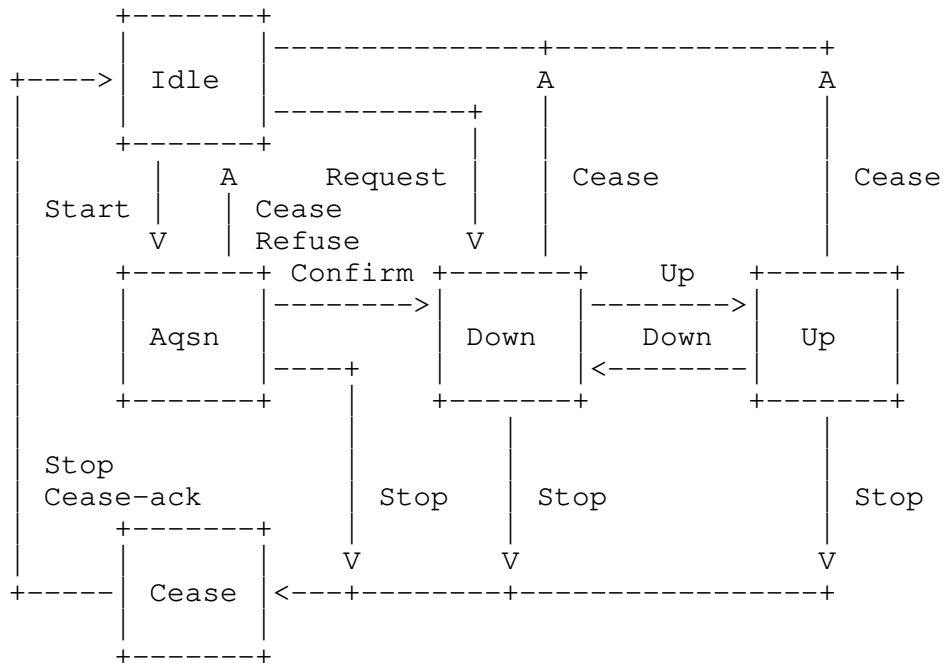 Idle
Request
Cease
Cease
Start
Cease
Refuse
Confirm
Up
Aqsn
Down
Down
Up
Stop
Cease-ack
Stop
Stop
Stop
Cease